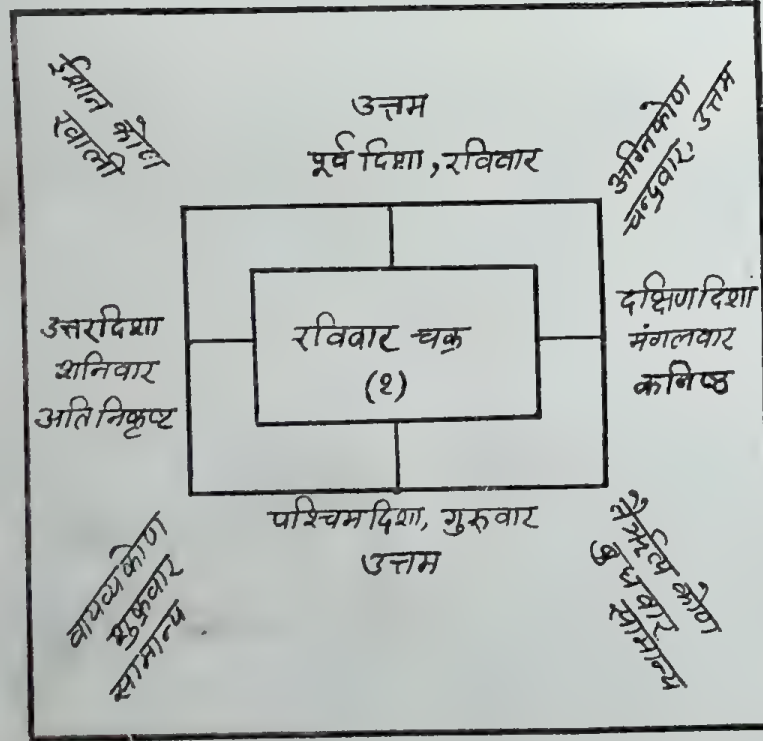 ईशान कोण
खाली
उत्तम
पूर्व दिशा, रविवार
अग्निकोण
चन्द्रवार, उत्तम
उत्तरदिशा
शनिवार
अति निकृष्ट
रविवार चक्र
(१)
दक्षिणदिशा
मंगलवार
कनिष्ठ
वायव्य कोण
शुक्रवार
सामान्य
पश्चिमदिशा, गुरुवार
उत्तम
नैर्ऋत्य कोण
बुधवार
सामान्य